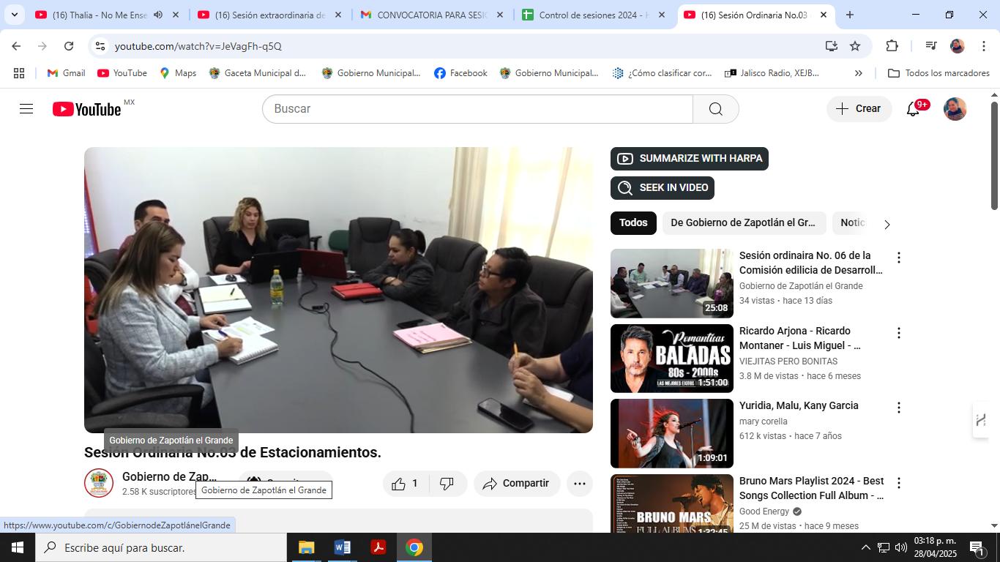 (16) Thalia - No Me Ense
(16) Sesión extraordinaria de
CONVOCATORIA PARA SESI
Control de sesiones 2024 - H
(16) Sesión Ordinaria No.03
youtube.com/watch?v=JeVagFh-q5Q
Gmail
YouTube
Maps
Gaceta Municipal d...
Gobierno Municipal...
Facebook
Gobierno Municipal...
¿Cómo clasificar cor...
Jalisco Radio, XEJB...
Todos los marcadores
YouTube MX
Buscar
Crear
9+
SUMMARIZE WITH HARPA
SEEK IN VIDEO
Todos
De Gobierno de Zapotlán el Gr...
Notic
Sesión ordinaira No. 06 de la
Comisión edilicia de Desarroll...
Gobierno de Zapotlán el Grande
34 vistas • hace 13 días
25:08
Ricardo Arjona - Ricardo
Montaner - Luis Miguel - ...
VIEJITAS PERO BONITAS
3.8 M de vistas • hace 6 meses
Romanticas
BALADAS
80s - 2000s
LAS MEJORES EXITOS
1:51:00
Yuridia, Malu, Kany Garcia
mary corella
612 k vistas • hace 7 años
1:09:01
Bruno Mars Playlist 2024 - Best
Songs Collection Full Album - ...
Good Energy
25 M de vistas • hace 9 meses
BRUNO MARS
FULL ALBUMS
1:32:45
Gobierno de Zapotlán el Grande
Sesión Ordinaria No.03 de Estacionamientos.
Gobierno de Zap...
2.58 K suscriptores
Gobierno de Zapotlán el Grande
1
Compartir
https://www.youtube.com/c/GobiernodeZapotlánelGrande
Escribe aquí para buscar.
03:18 p. m.
28/04/2025
1